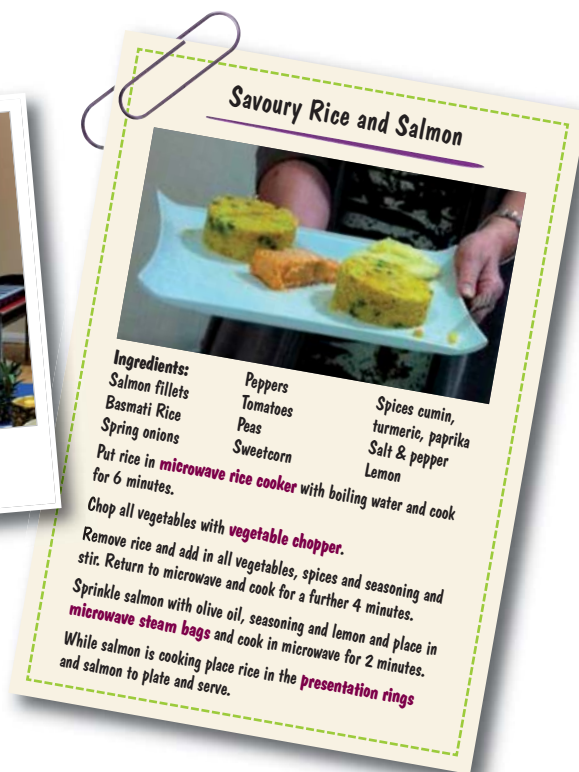 Savoury Rice and Salmon
Ingredients:
Salmon fillets
Basmati Rice
Spring onions
Peppers
Tomatoes
Peas
Sweetcorn
Spices cumin,
turmeric, paprika
Salt & pepper
Lemon
Put rice in microwave rice cooker with boiling water and cook
for 6 minutes.
Chop all vegetables with vegetable chopper.
Remove rice and add in all vegetables, spices and seasoning and
stir. Return to microwave and cook for a further 4 minutes.
Sprinkle salmon with olive oil, seasoning and lemon and place in
microwave steam bags and cook in microwave for 2 minutes.
While salmon is cooking place rice in the presentation rings
and salmon to plate and serve.